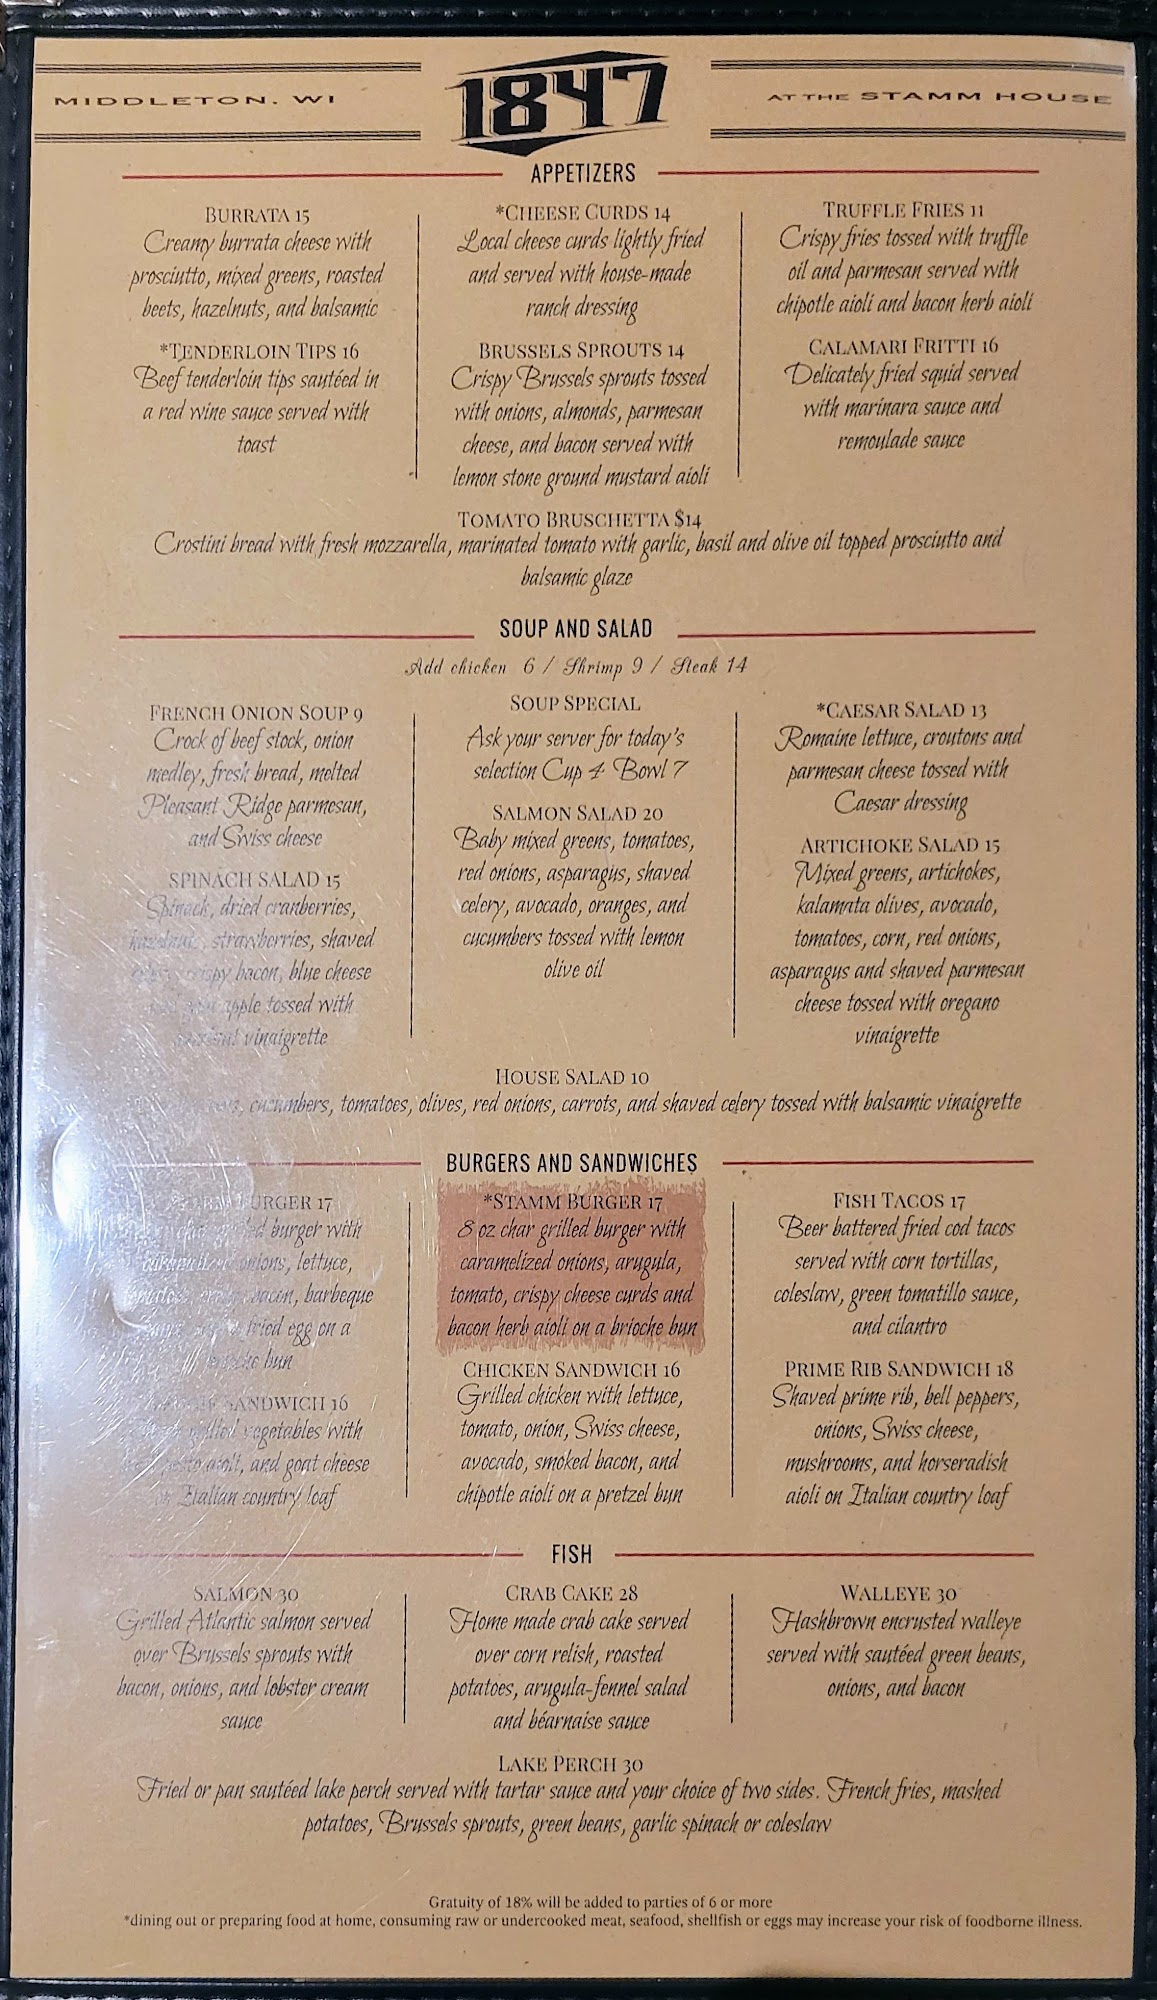 MIDDLETON, WI
1847
AT THE STAMM HOUSE
APPETIZERS
BURRATA 15
Creamy burrata cheese with
prosciutto, mixed greens, roasted
beets, hazelnuts, and balsamic
*TENDERLOIN TIPS 16
Beef tenderloin tips sautéed in
a red wine sauce served with
toast
*CHEESE CURDS 14
Local cheese curds lightly fried
and served with house-made
ranch dressing
BRUSSELS SPROUTS 14
Crispy Brussels sprouts tossed
with onions, almonds, parmesan
cheese, and bacon served with
lemon stone ground mustard aioli
TRUFFLE FRIES 11
Crispy fries tossed with truffle
oil and parmesan served with
chipotle aioli and bacon herb aioli
CALAMARI FRITTI 16
Delicately fried squid served
with marinara sauce and
remoulade sauce
TOMATO BRUSCHETTA $14
Crostini bread with fresh mozzarella, marinated tomato with garlic, basil and olive oil topped prosciutto and
balsamic glaze
SOUP AND SALAD
Add chicken 6 / Shrimp 9 / Steak 14
FRENCH ONION SOUP 9
Crock of beef stock, onion
medley, fresh bread, melted
Pleasant Ridge parmesan,
and Swiss cheese
SPINACH SALAD 15
Spinach, dried cranberries,
hazelnuts, strawberries, shaved
crispy bacon, blue cheese
apple tossed with
vinaigrette
SOUP SPECIAL
Ask your server for today's
selection Cup 4 Bowl 7
SALMON SALAD 20
Baby mixed greens, tomatoes,
red onions, asparagus, shaved
celery, avocado, oranges, and
cucumbers tossed with lemon
olive oil
*CAESAR SALAD 13
Romaine lettuce, croutons and
parmesan cheese tossed with
Caesar dressing
ARTICHOKE SALAD 15
Mixed greens, artichokes,
kalamata olives, avocado,
tomatoes, corn, red onions,
asparagus and shaved parmesan
cheese tossed with oregano
vinaigrette
HOUSE SALAD 10
cucumbers, tomatoes, olives, red onions, carrots, and shaved celery tossed with balsamic vinaigrette
BURGERS AND SANDWICHES
BURGER 17
burger with
caramelized onions, lettuce,
bacon, barbeque
fried egg on a
brioche bun
SANDWICH 16
grilled vegetables with
pesto aioli, and goat cheese
on Italian country loaf
*STAMM BURGER 17
8 oz char grilled burger with
caramelized onions, arugula,
tomato, crispy cheese curds and
bacon herb aioli on a brioche bun
CHICKEN SANDWICH 16
Grilled chicken with lettuce,
tomato, onion, Swiss cheese,
avocado, smoked bacon, and
chipotle aioli on a pretzel bun
FISH TACOS 17
Beer battered fried cod tacos
served with corn tortillas,
coleslaw, green tomatillo sauce,
and cilantro
PRIME RIB SANDWICH 18
Shaved prime rib, bell peppers,
onions, Swiss cheese,
mushrooms, and horseradish
aioli on Italian country loaf
FISH
SALMON 30
Grilled Atlantic salmon served
over Brussels sprouts with
bacon, onions, and lobster cream
sauce
CRAB CAKE 28
Home made crab cake served
over corn relish, roasted
potatoes, arugula-fennel salad
and béarnaise sauce
WALLEYE 30
Hashbrown encrusted walleye
served with sautéed green beans,
onions, and bacon
LAKE PERCH 30
Fried or pan sautéed lake perch served with tartar sauce and your choice of two sides. French fries, mashed
potatoes, Brussels sprouts, green beans, garlic spinach or coleslaw
Gratuity of 18% will be added to parties of 6 or more
*dining out or preparing food at home, consuming raw or undercooked meat, seafood, shellfish or eggs may increase your risk of foodborne illness.